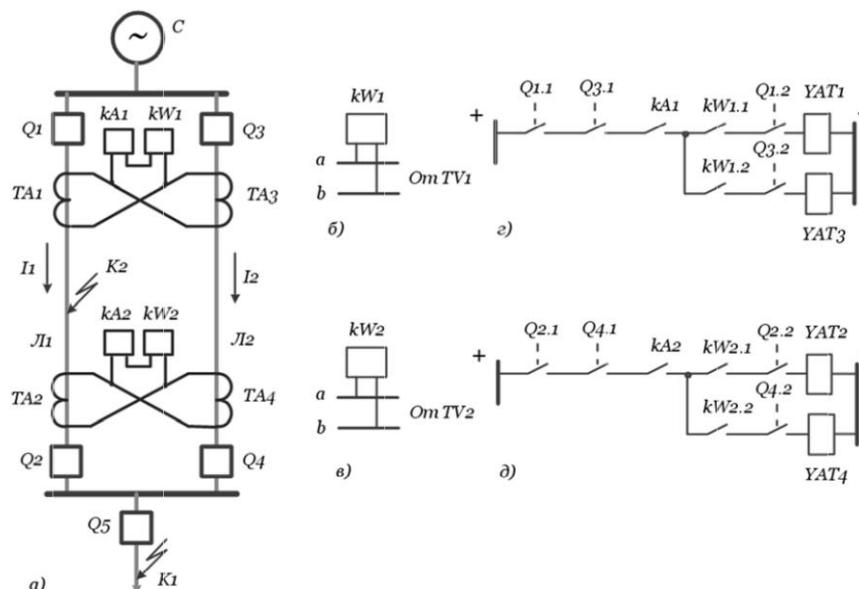 C
Q1
kA1 kW1
Q3
TA1
TA3
I1
K2
I2
kA2 kW2
Л1
Л2
TA2
TA4
Q2
Q4
Q5
K1
а)
kW1
a
b
От TV1
б)
kW2
a
b
От TV2
в)
+
Q1.1
Q3.1
kA1
kW1.1
Q1.2
YAT1
kW1.2
Q3.2
YAT3
г)
+
Q2.1
Q4.1
kA2
kW2.1
Q2.2
YAT2
kW2.2
Q4.2
YAT4
д)